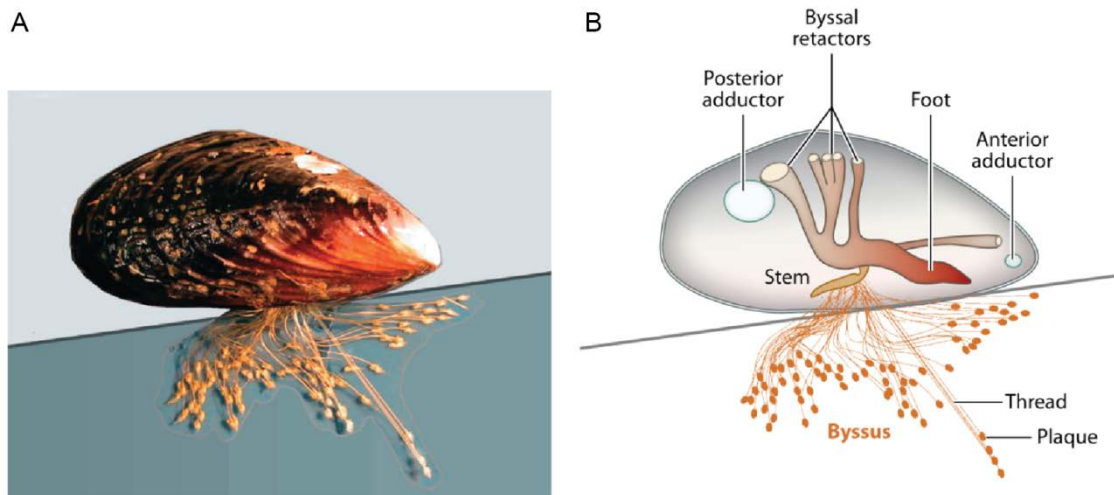 A
B
Byssal
retactors
Posterior
adductor
Foot
Anterior
adductor
Stem
Thread
Plaque
Byssus